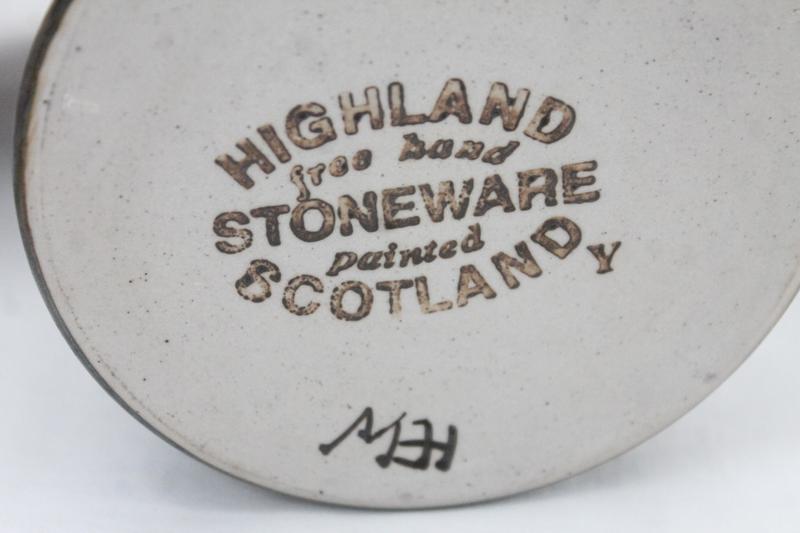 HIGHLAND
free hand
STONEWARE
painted
SCOTLAND
Y